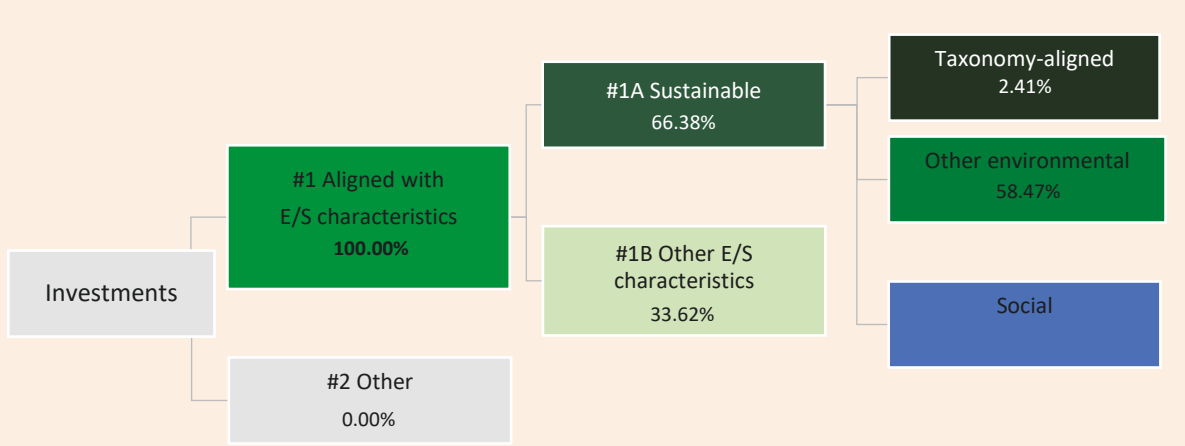 Investments
#1 Aligned with
E/S characteristics
100.00%
#2 Other
0.00%
#1A Sustainable
66.38%
#1B Other E/S
characteristics
33.62%
Taxonomy-aligned
2.41%
Other environmental
58.47%
Social